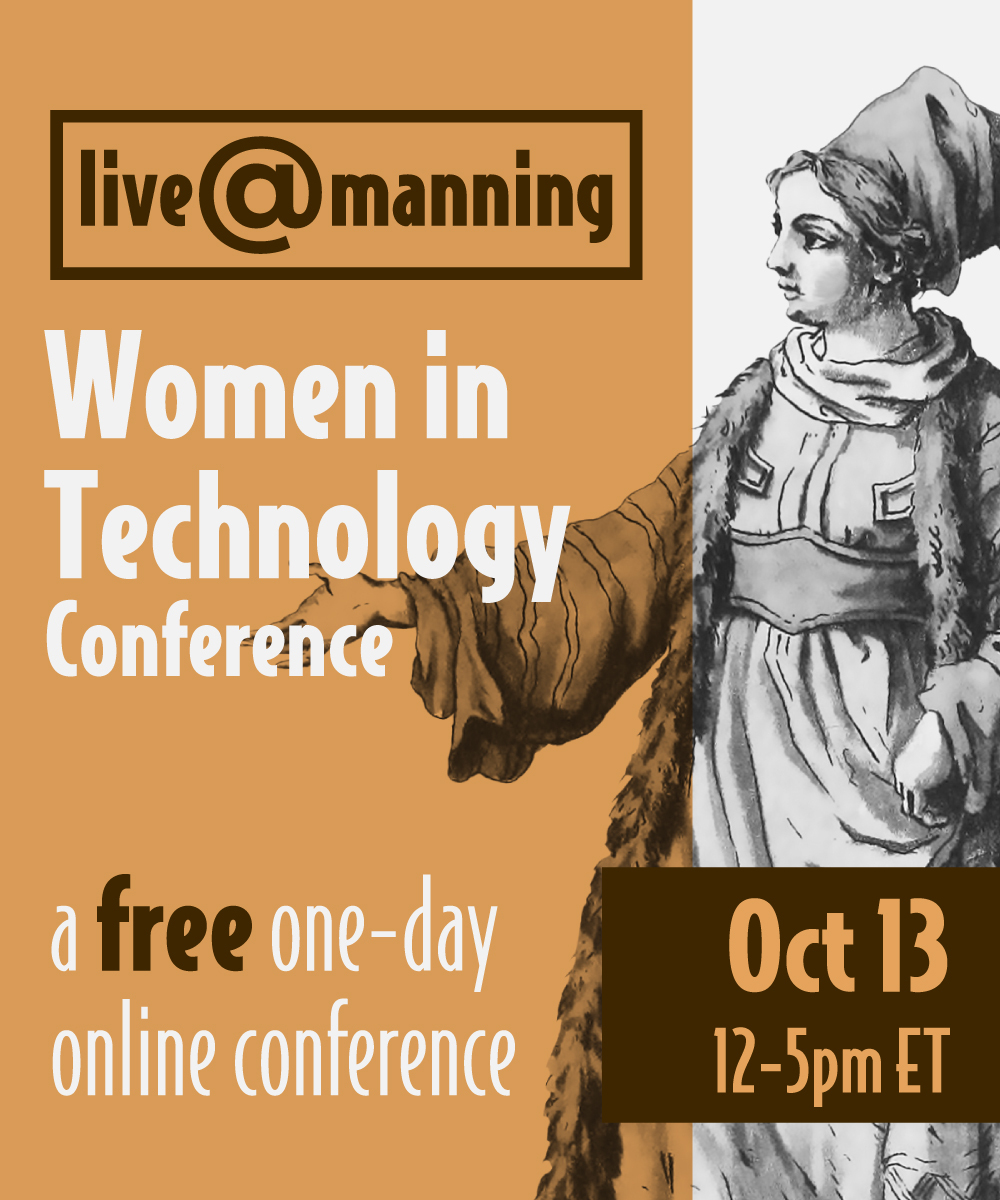 live@manning
Women in
Technology
Conference
a free one-day
online conference
Oct 13
12-5pm ET